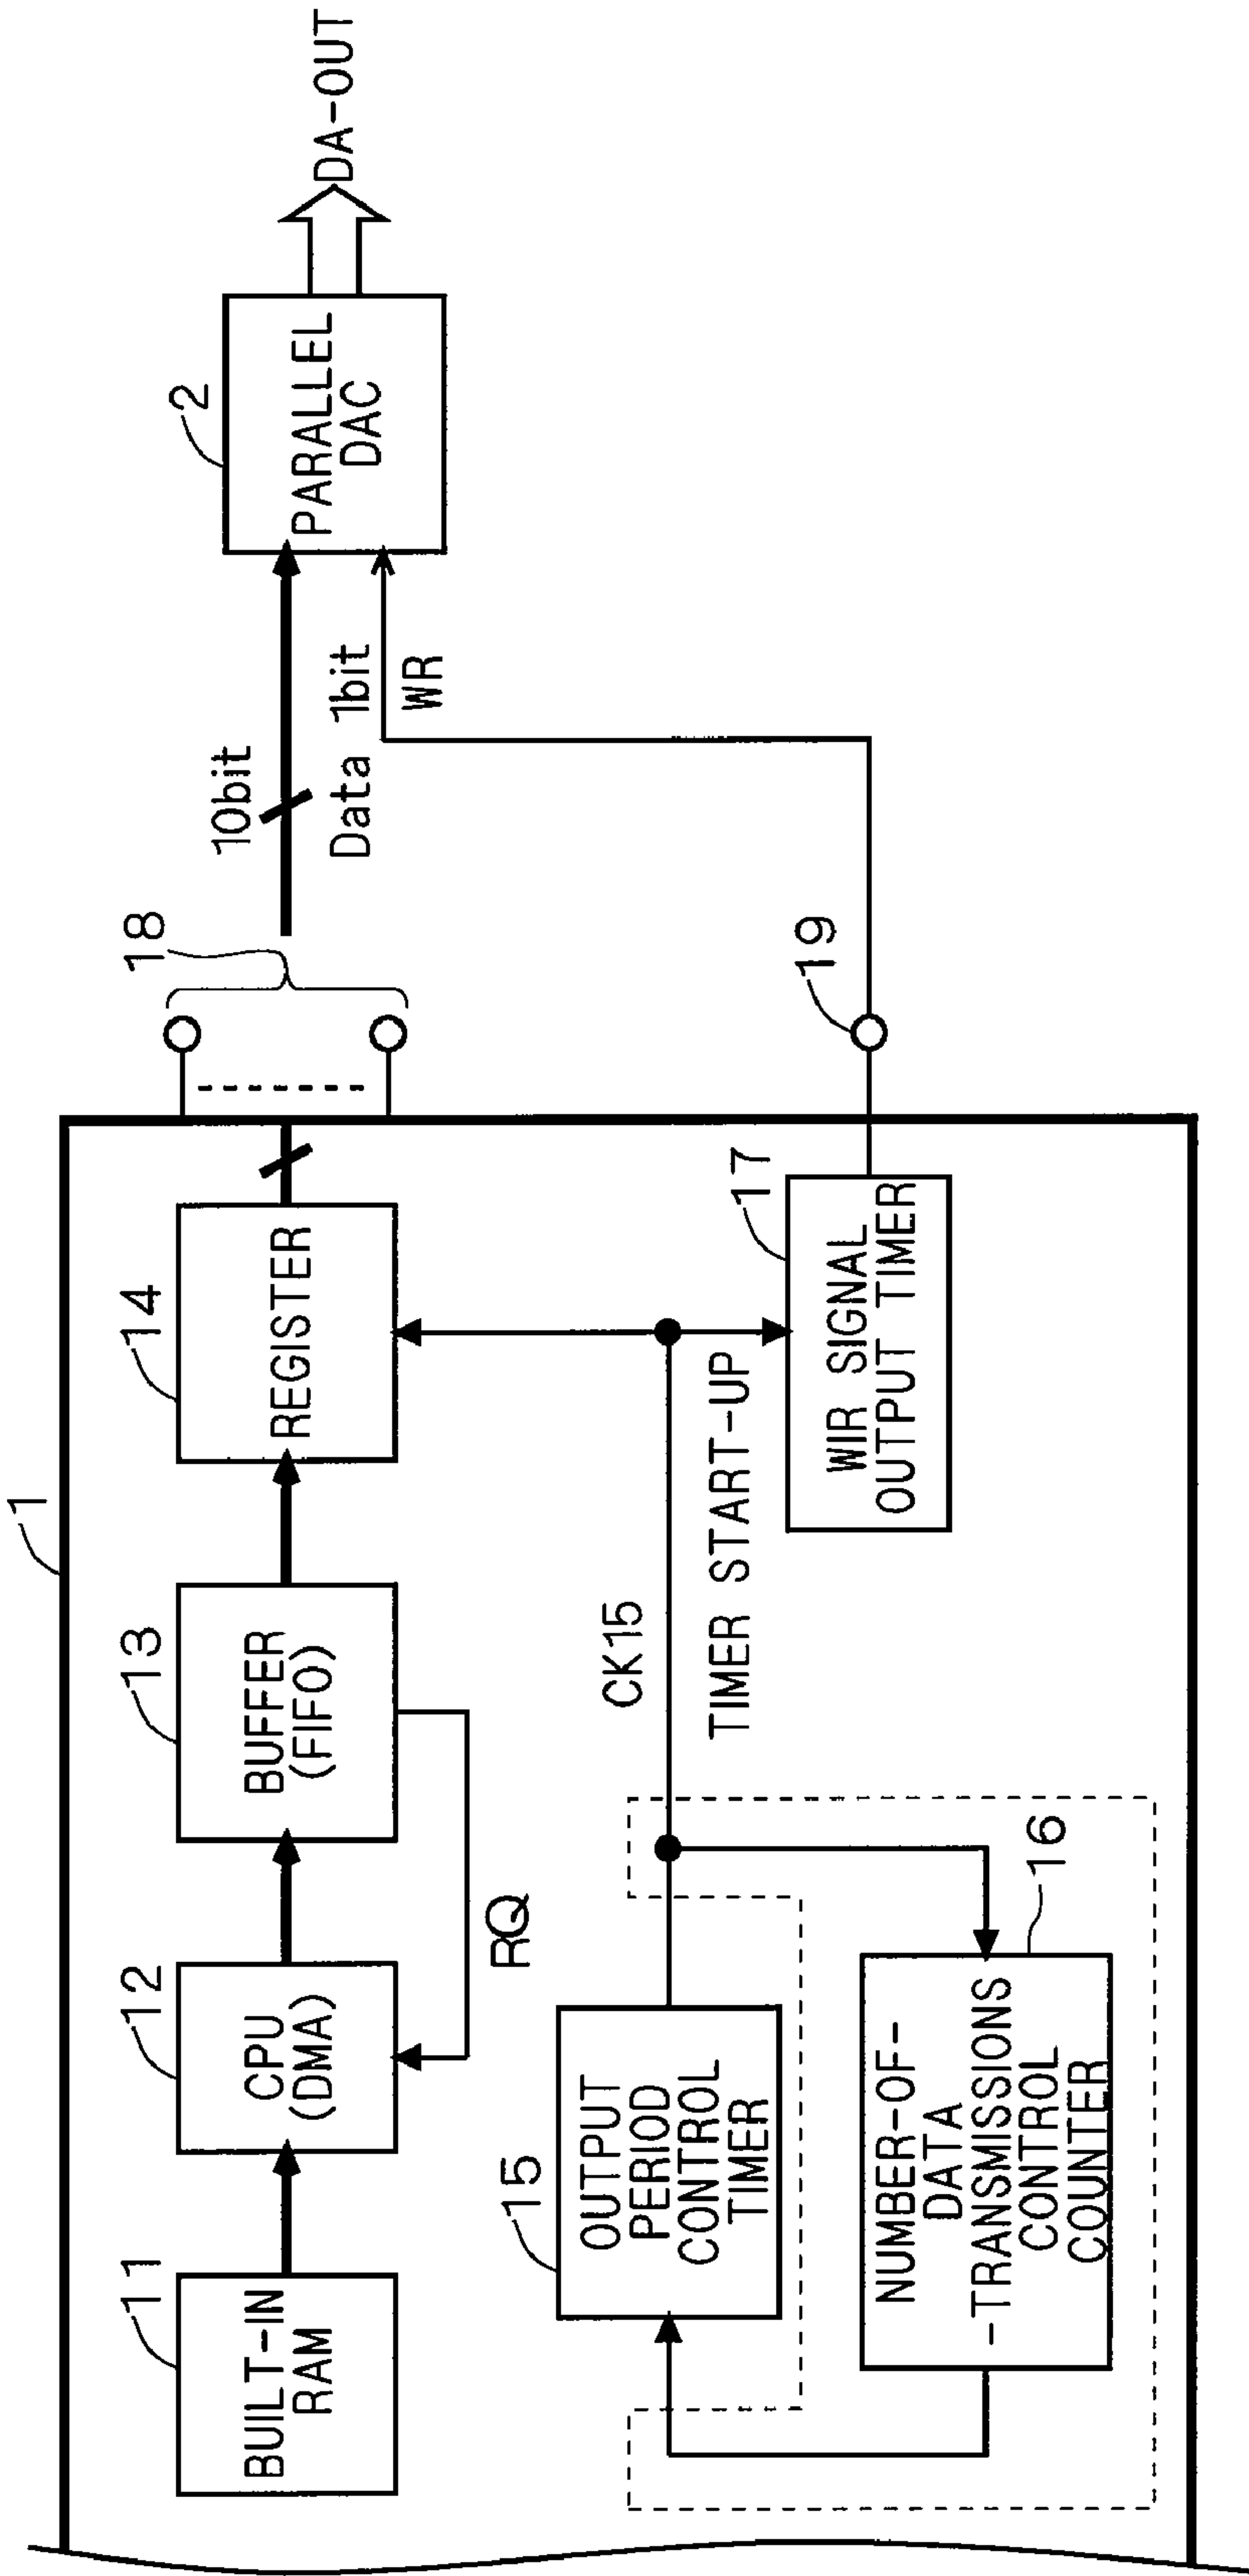 1
11
BUILT-IN
RAM
12
CPU
(DMA)
13
BUFFER
(FIFO)
14
REGISTER
18
10bit
Data 1bit
WR
2
PARALLEL
DAC
DA-OUT
RQ
15
OUTPUT
PERIOD
CONTROL
TIMER
CK15
TIMER START-UP
16
NUMBER-OF-
DATA
-TRANSMISSIONS
CONTROL
COUNTER
17
WIR SIGNAL
OUTPUT TIMER
19